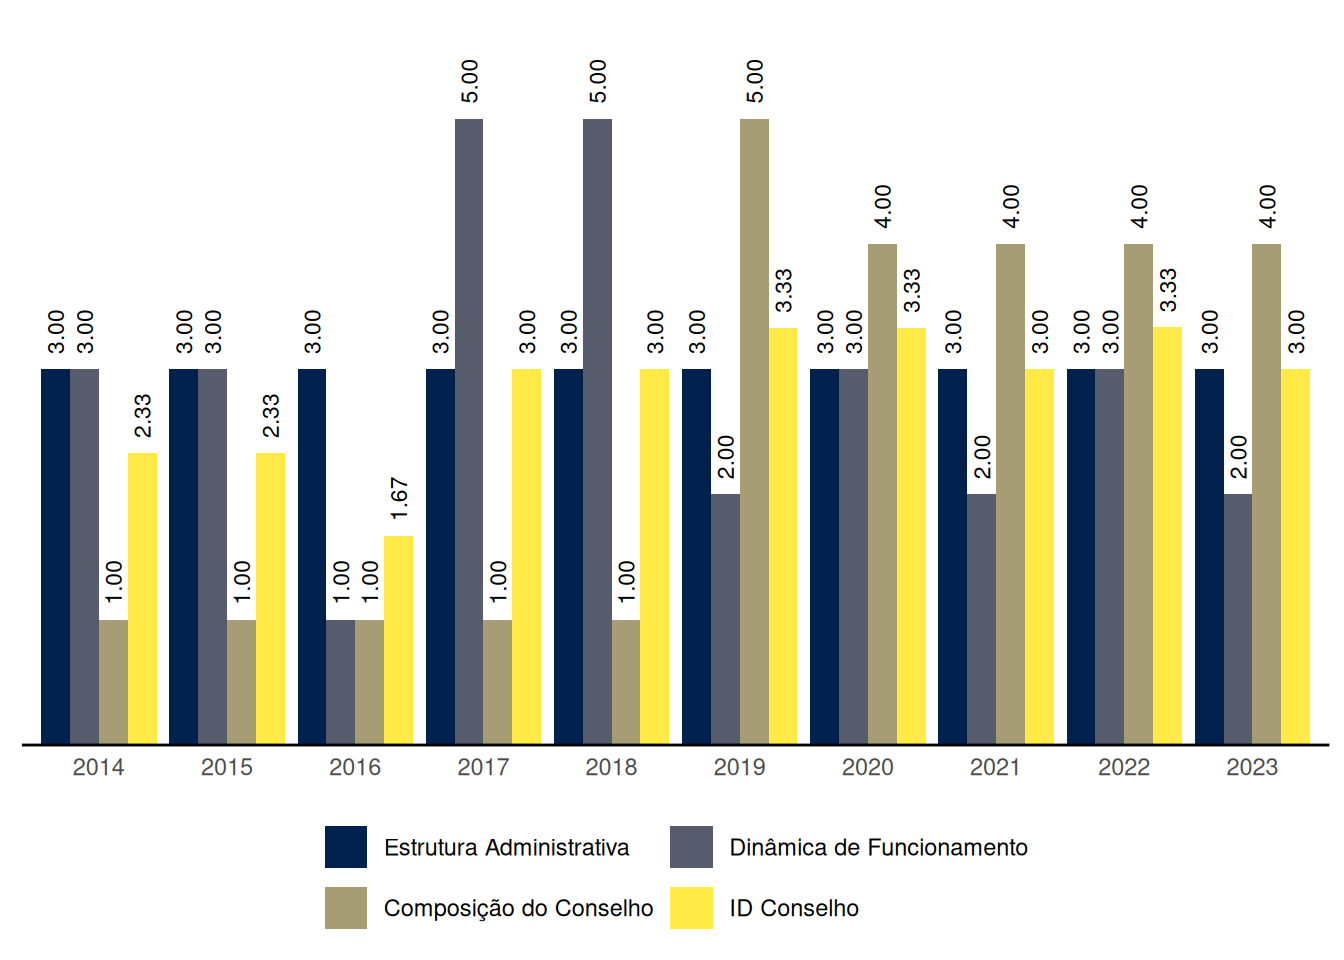 5.00 5.00 5.00
4.00 4.00 4.00 4.00
3.33 3.33 3.33
3.00 3.00 3.00 3.00 3.00 3.00 3.00 3.00 3.00 3.00 3.00 3.00 3.00 3.00 3.00 3.00 3.00 3.00
2.33 2.33
2.00 2.00 2.00
1.67
1.00 1.00 1.00 1.00 1.00 1.00
2014 2015 2016 2017 2018 2019 2020 2021 2022 2023
Estrutura Administrativa Dinâmica de Funcionamento
Composição do Conselho ID Conselho